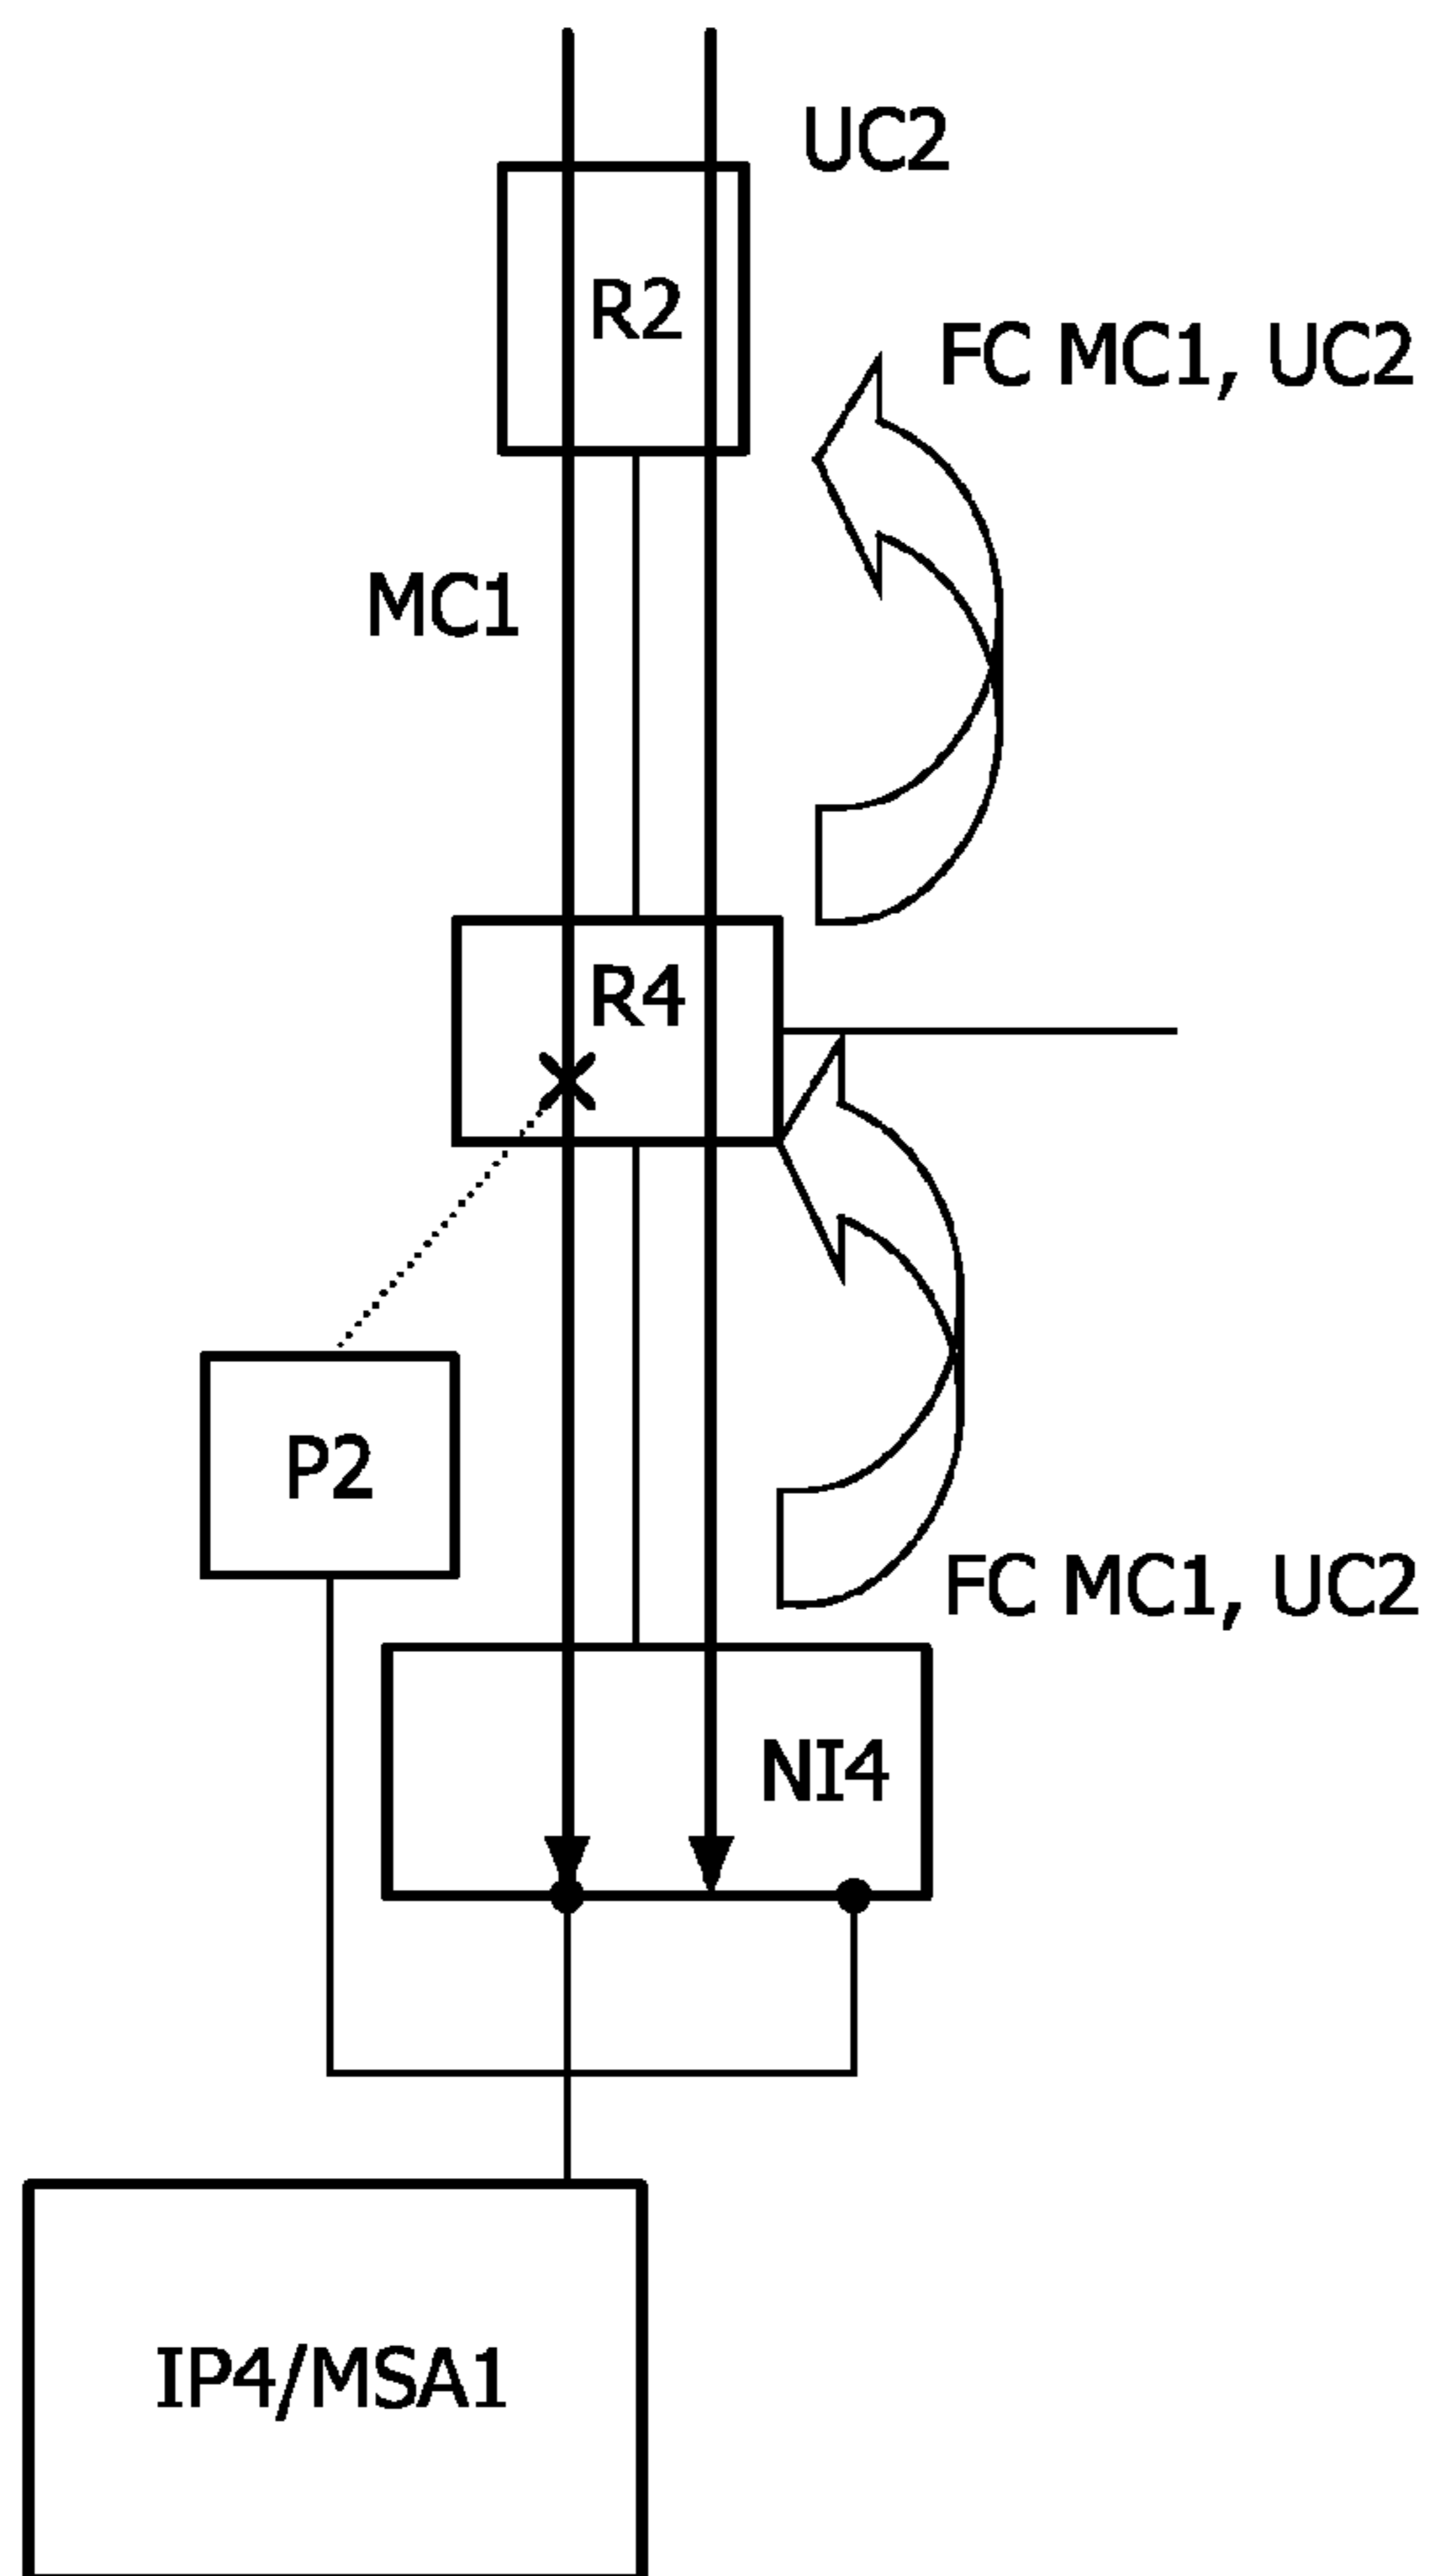 UC2
R2
FC MC1, UC2
MC1
R4
P2
FC MC1, UC2
NI4
IP4/MSA1